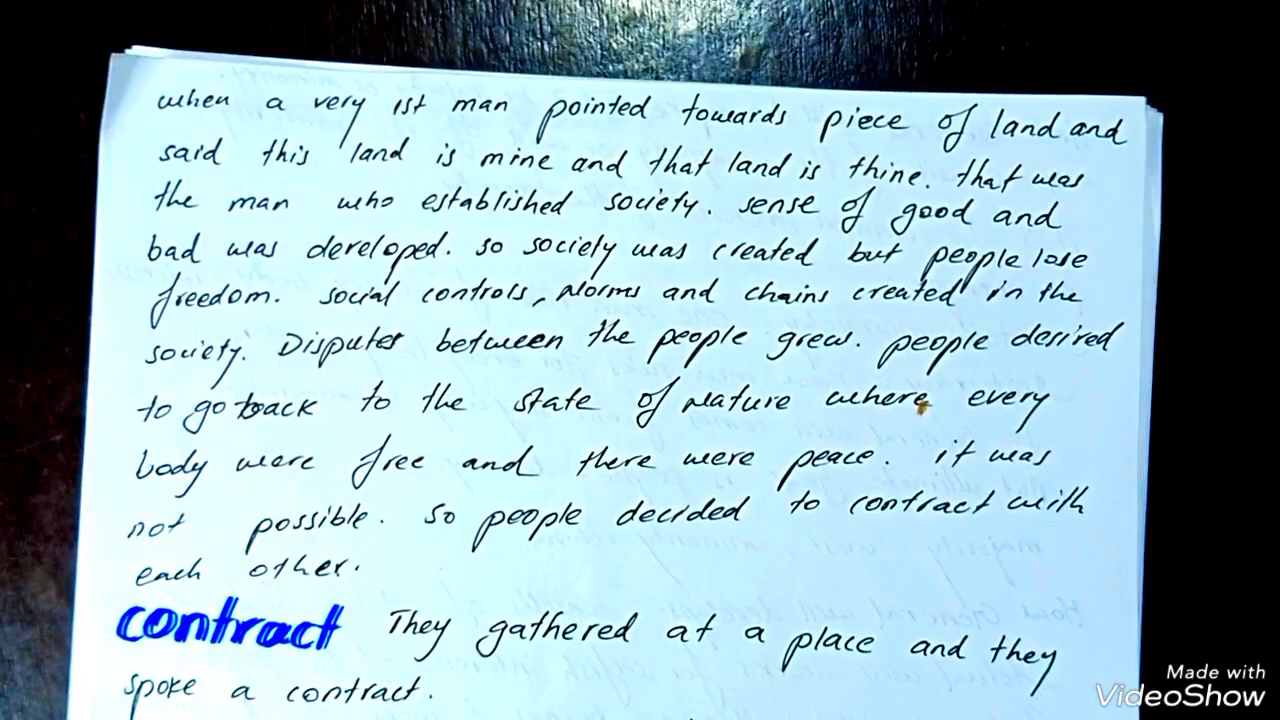 when a very 1st man pointed towards piece of land and
said this land is mine and that land is thine. that was
the man who established society. sense of good and
bad was developed. so society was created but people lose
freedom. social controls, Norms and chains created in the
society. Disputes between the people grew. people desired
to go back to the state of Nature where every
body were free and there were peace. it was
not possible. so people decided to contract with
each other.
contract They gathered at a place and they
spoke a contract.
Made with
VideoShow